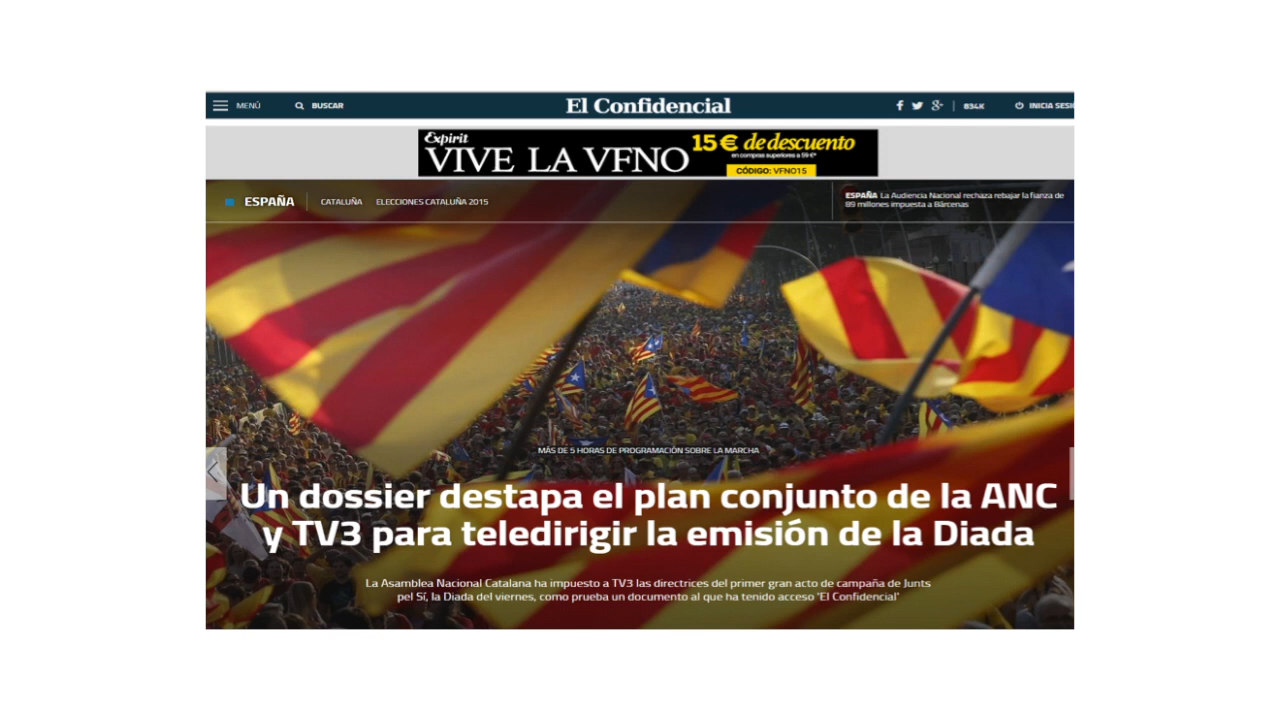 MENÚ
BUSCAR
El Confidencial
834K
INICIA SESI
Expirit
VIVE LA VFNO
15 € de descuento
en compras superiores a 59 €*
CÓDIGO: VFNO15
ESPAÑA
CATALUÑA
ELECCIONES CATALUÑA 2015
ESPAÑA La Audiencia Nacional rechaza rebajar la fianza de
89 millones impuesta a Bárcenas
MÁS DE 5 HORAS DE PROGRAMACIÓN SOBRE LA MARCHA
Un dossier destapa el plan conjunto de la ANC
y TV3 para teledirigir la emisión de la Diada
La Asamblea Nacional Catalana ha impuesto a TV3 las directrices del primer gran acto de campaña de Junts
pel Sí, la Diada del viernes, como prueba un documento al que ha tenido acceso 'El Confidencial'